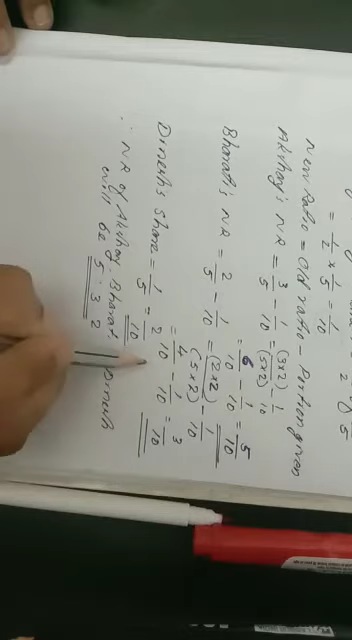 = 1/2 × 1/5 = 1/10
New Ratio = Old ratio - Portion given
Akshay's NR = 3/5 - 1/10 = (3×2)/(5×2) - 1/10
= 6/10 - 1/10 = 5/10
Bharat's NR = 2/5 - 1/10 = (2×2)/(5×2) - 1/10
= 4/10 - 1/10 = 3/10
Dinesh's Share = 1/5 = 2/10
∴ NR of Akshay Bharat
will be 5 : 3 : 2